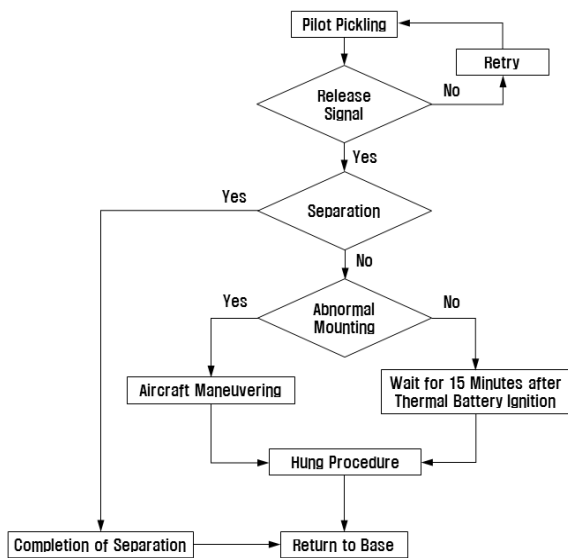 Pilot Pickling
Retry
Release
Signal
No
Yes
Yes
Separation
No
Yes
Abnormal
Mounting
No
Aircraft Maneuvering
Wait for 15 Minutes after
Thermal Battery Ignition
Hung Procedure
Completion of Separation
Return to Base